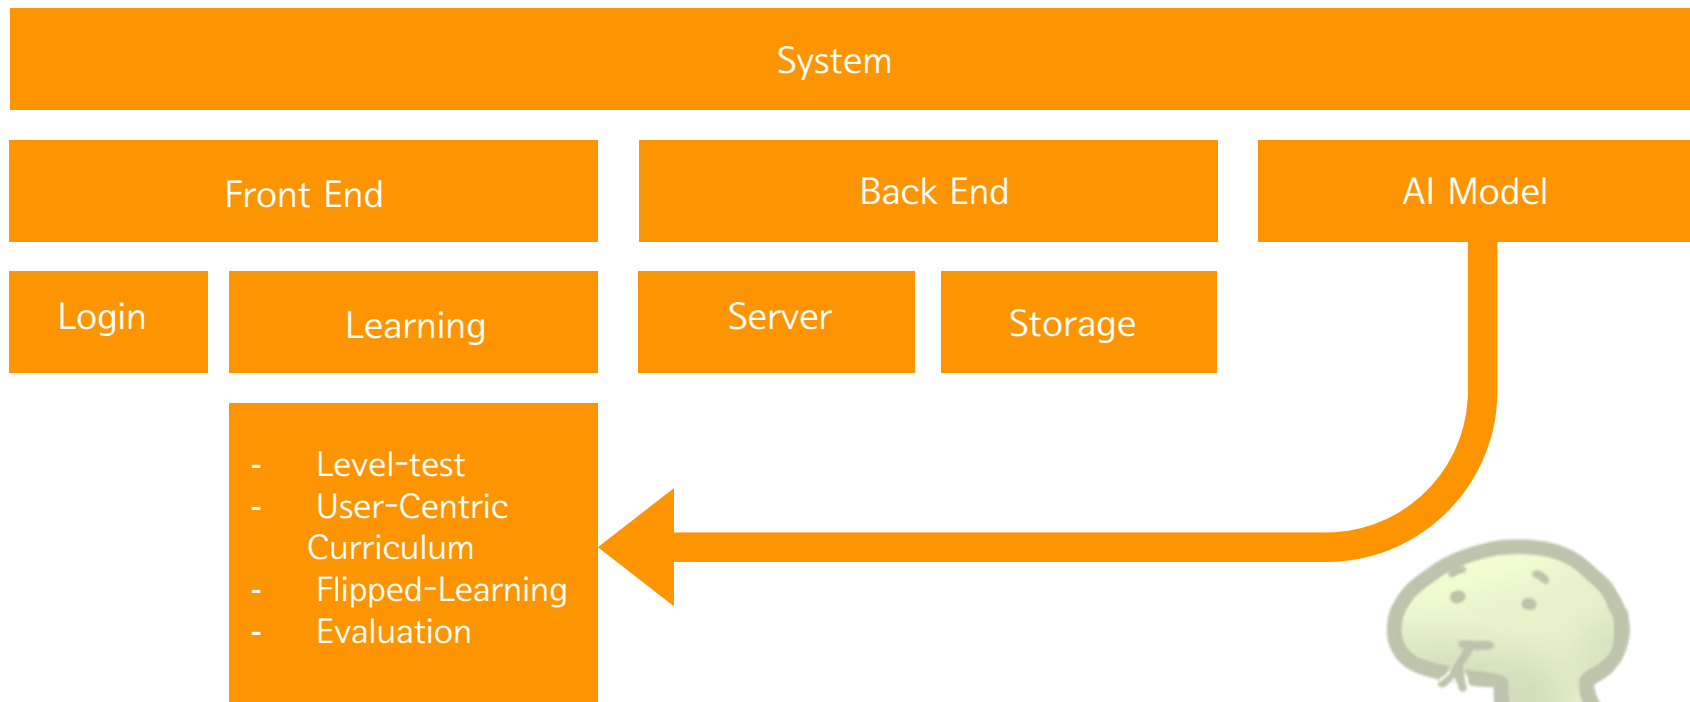 System
Front End
Back End
AI Model
Login
Learning
Server
Storage
- Level-test
- User-Centric
Curriculum
- Flipped-Learning
- Evaluation